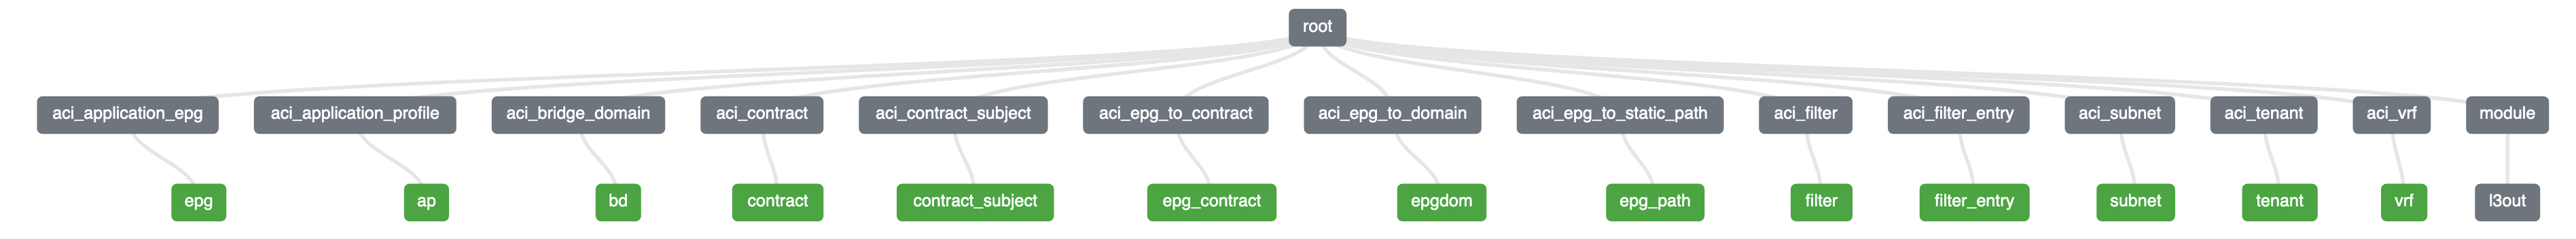 root
aci_application_epg aci_application_profile aci_bridge_domain aci_contract aci_contract_subject aci_epg_to_contract aci_epg_to_domain aci_epg_to_static_path aci_filter aci_filter_entry aci_subnet aci_tenant aci_vrf module
epg ap bd contract contract_subject epg_contract epgdom epg_path filter filter_entry subnet tenant vrf l3out